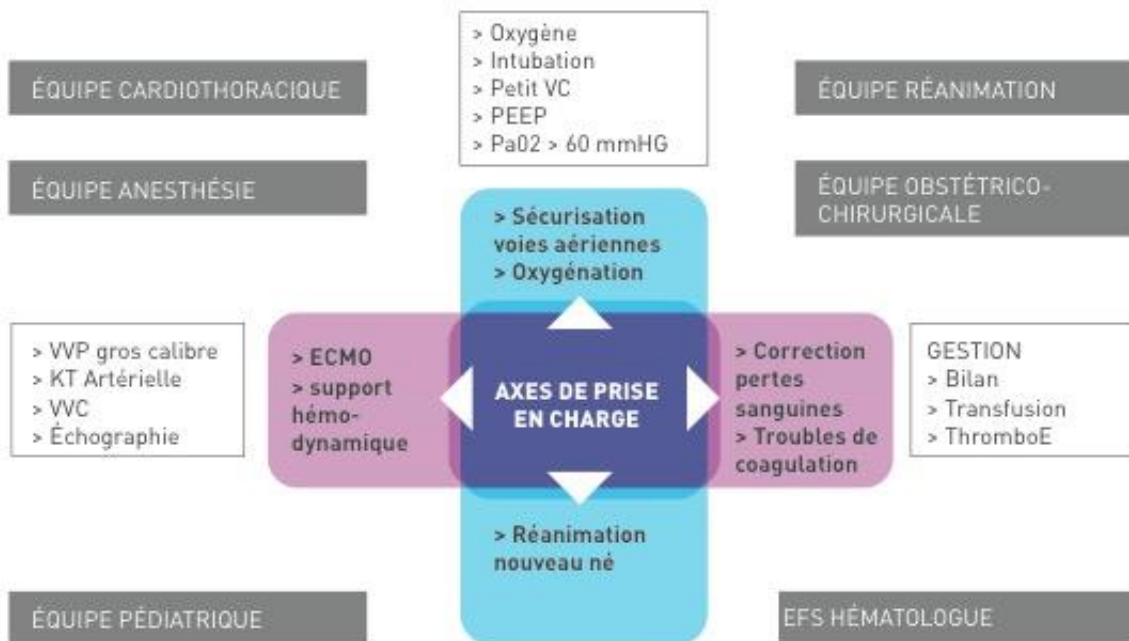 > Oxygène
> Intubation
> Petit VC
> PEEP
> Pa02 > 60 mmHG
ÉQUIPE CARDIOTHORACIQUE
ÉQUIPE RÉANIMATION
ÉQUIPE ANESTHÉSIE
ÉQUIPE OBSTÉTRICO-
CHIRURGICALE
> Sécurisation
voies aériennes
> Oxygénation
> VVP gros calibre
> KT Artérielle
> VVC
> Échographie
> ECMO
> support
hémo-
dynamique
AXES DE PRISE
EN CHARGE
> Correction
pertes
sanguines
> Troubles de
coagulation
GESTION
> Bilan
> Transfusion
> ThromboE
> Réanimation
nouveau né
ÉQUIPE PÉDIATRIQUE
EFS HÉMATOLOGUE